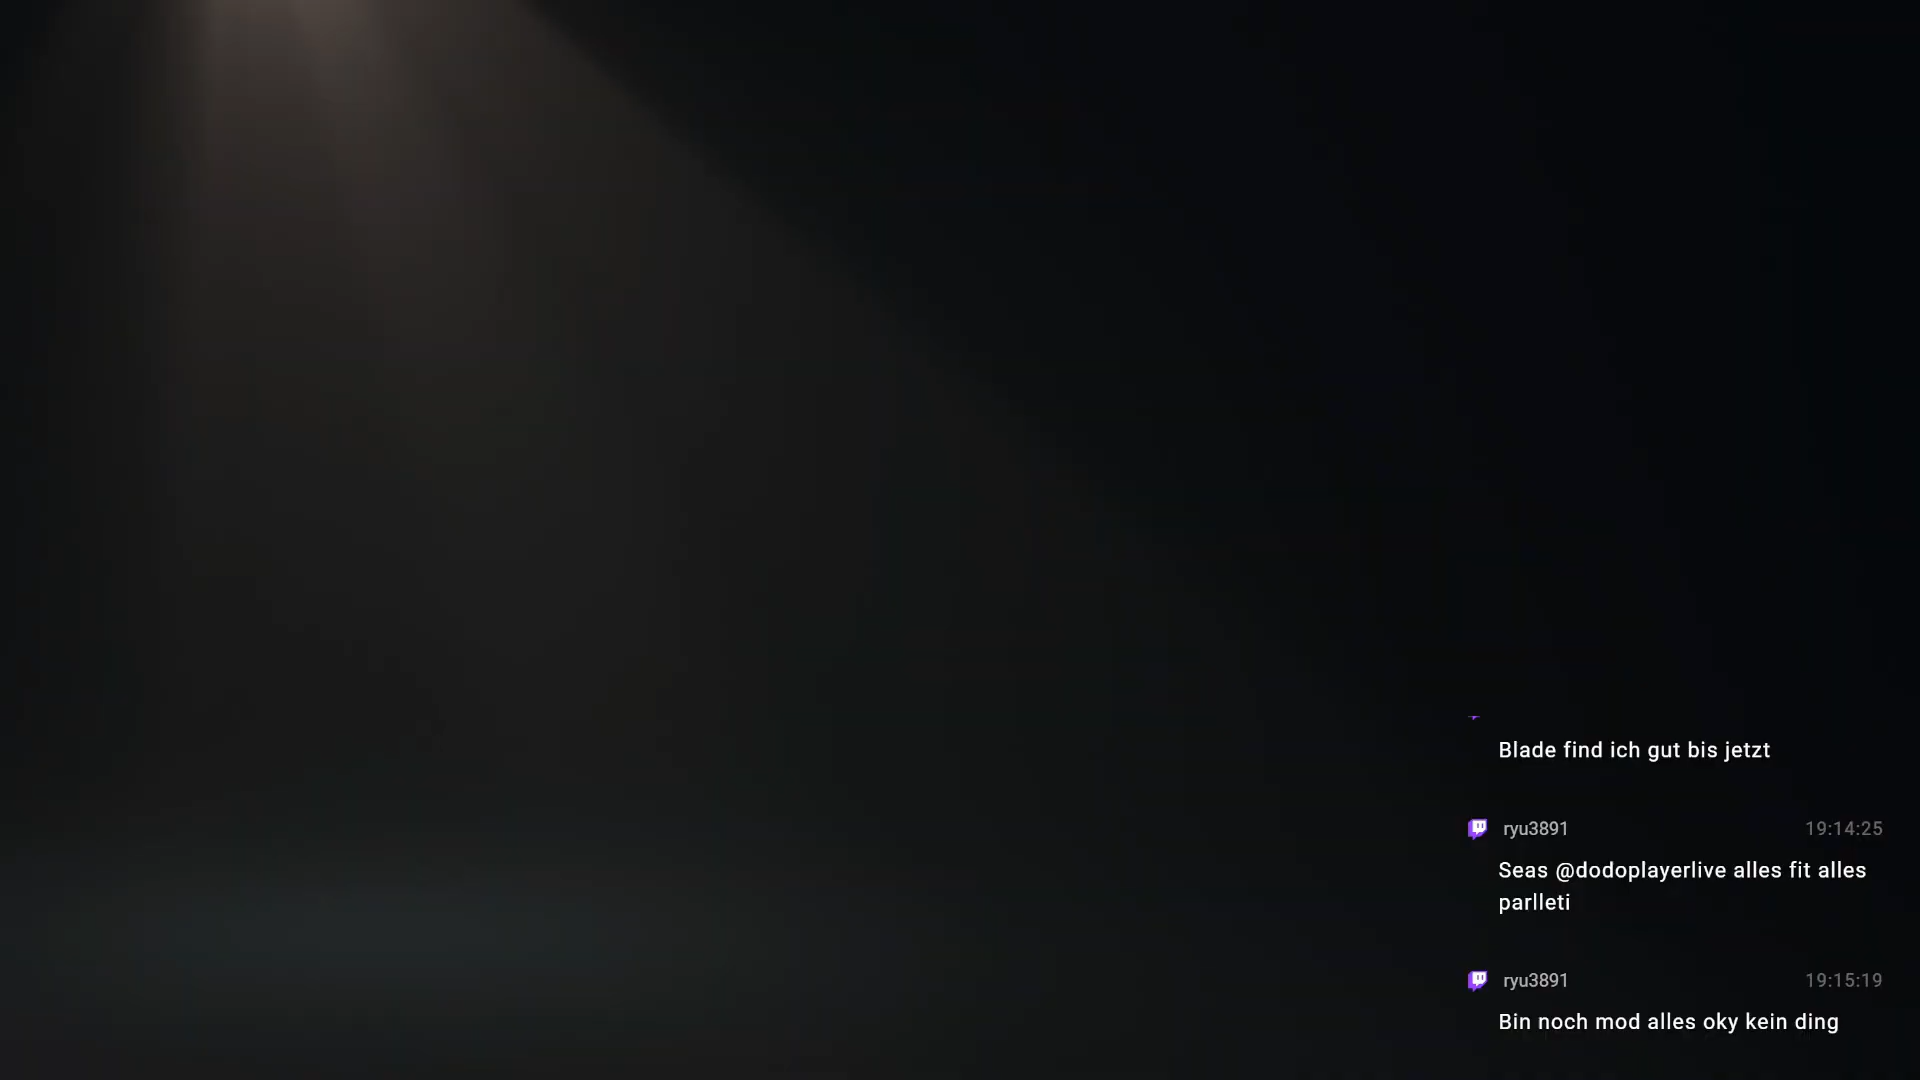 Blade find ich gut bis jetzt
ryu3891 19:14:25
Seas @dodoplayerlive alles fit alles
parlleti
ryu3891 19:15:19
Bin noch mod alles oky kein ding